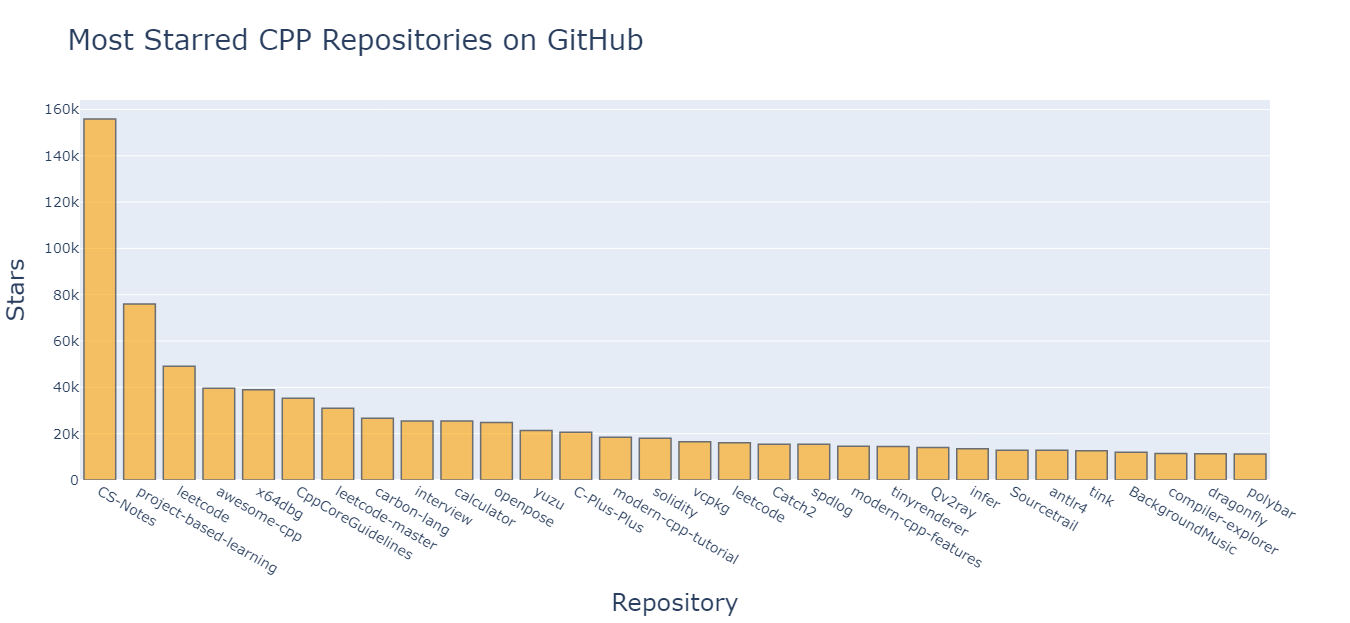 Most Starred CPP Repositories on GitHub
160k
140k
120k
100k
80k
60k
40k
20k
0
Stars
CS-Notes
project-based-learning
leetcode
awesome-cpp
x64dbg
CppCoreGuidelines
leetcode-master
carbon-lang
interview
calculator
openpose
yuzu
C-Plus-Plus
modern-cpp-tutorial
solidity
vcpkg
leetcode
Catch2
spdlog
modern-cpp-features
tinyrenderer
Qv2ray
infer
Sourcetrail
antlr4
tink
BackgroundMusic
compiler-explorer
dragonfly
polybar
Repository